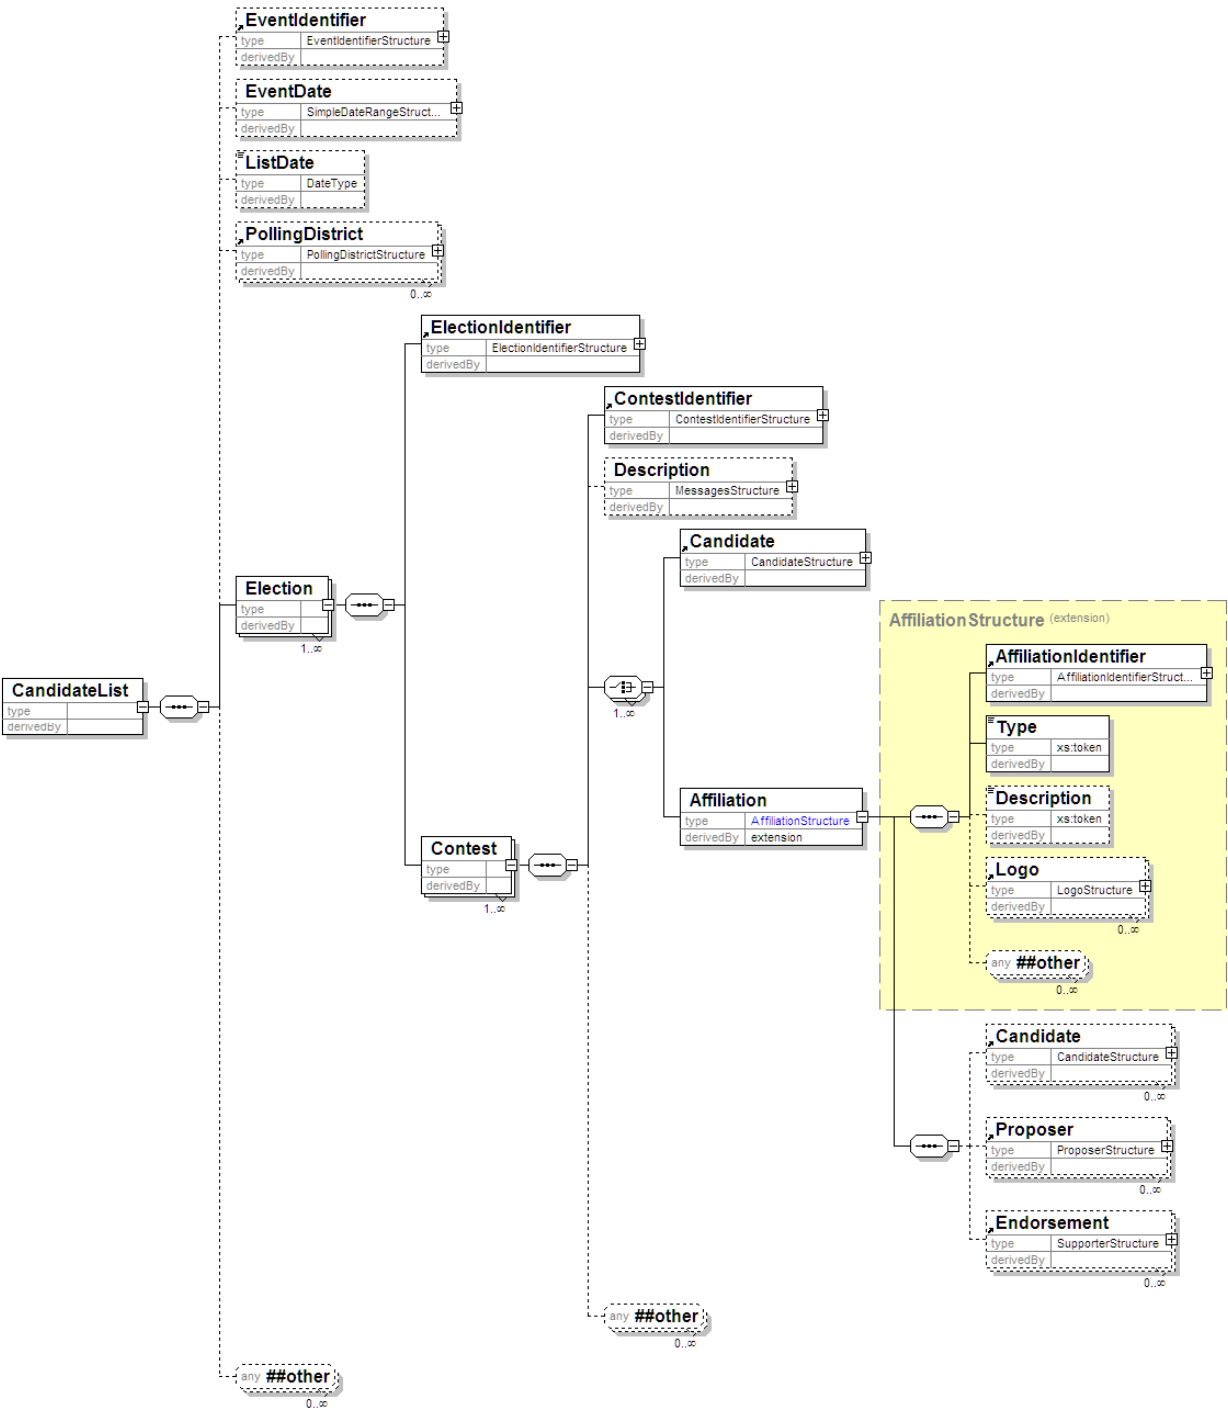 EventIdentifier
type EventIdentifierStructure
derivedBy
EventDate
type SimpleDateRangeStruct...
derivedBy
ListDate
type DateType
derivedBy
PollingDistrict
type PollingDistrictStructure
derivedBy
0..∞
ElectionIdentifier
type ElectionIdentifierStructure
derivedBy
ContestIdentifier
type ContestIdentifierStructure
derivedBy
Description
type MessagesStructure
derivedBy
Candidate
type CandidateStructure
derivedBy
Election
type
derivedBy
1..∞
AffiliationStructure (extension)
AffiliationIdentifier
type AffiliationIdentifierStruct...
derivedBy
CandidateList
type
derivedBy
1..∞
Type
type xs:token
derivedBy
Affiliation
type AffiliationStructure
derivedBy extension
Description
type xs:token
derivedBy
Contest
type
derivedBy
1..∞
Logo
type LogoStructure
derivedBy
0..∞
any ##other
0..∞
Candidate
type CandidateStructure
derivedBy
0..∞
Proposer
type ProposerStructure
derivedBy
0..∞
Endorsement
type SupporterStructure
derivedBy
0..∞
any ##other
0..∞
any ##other
0..∞